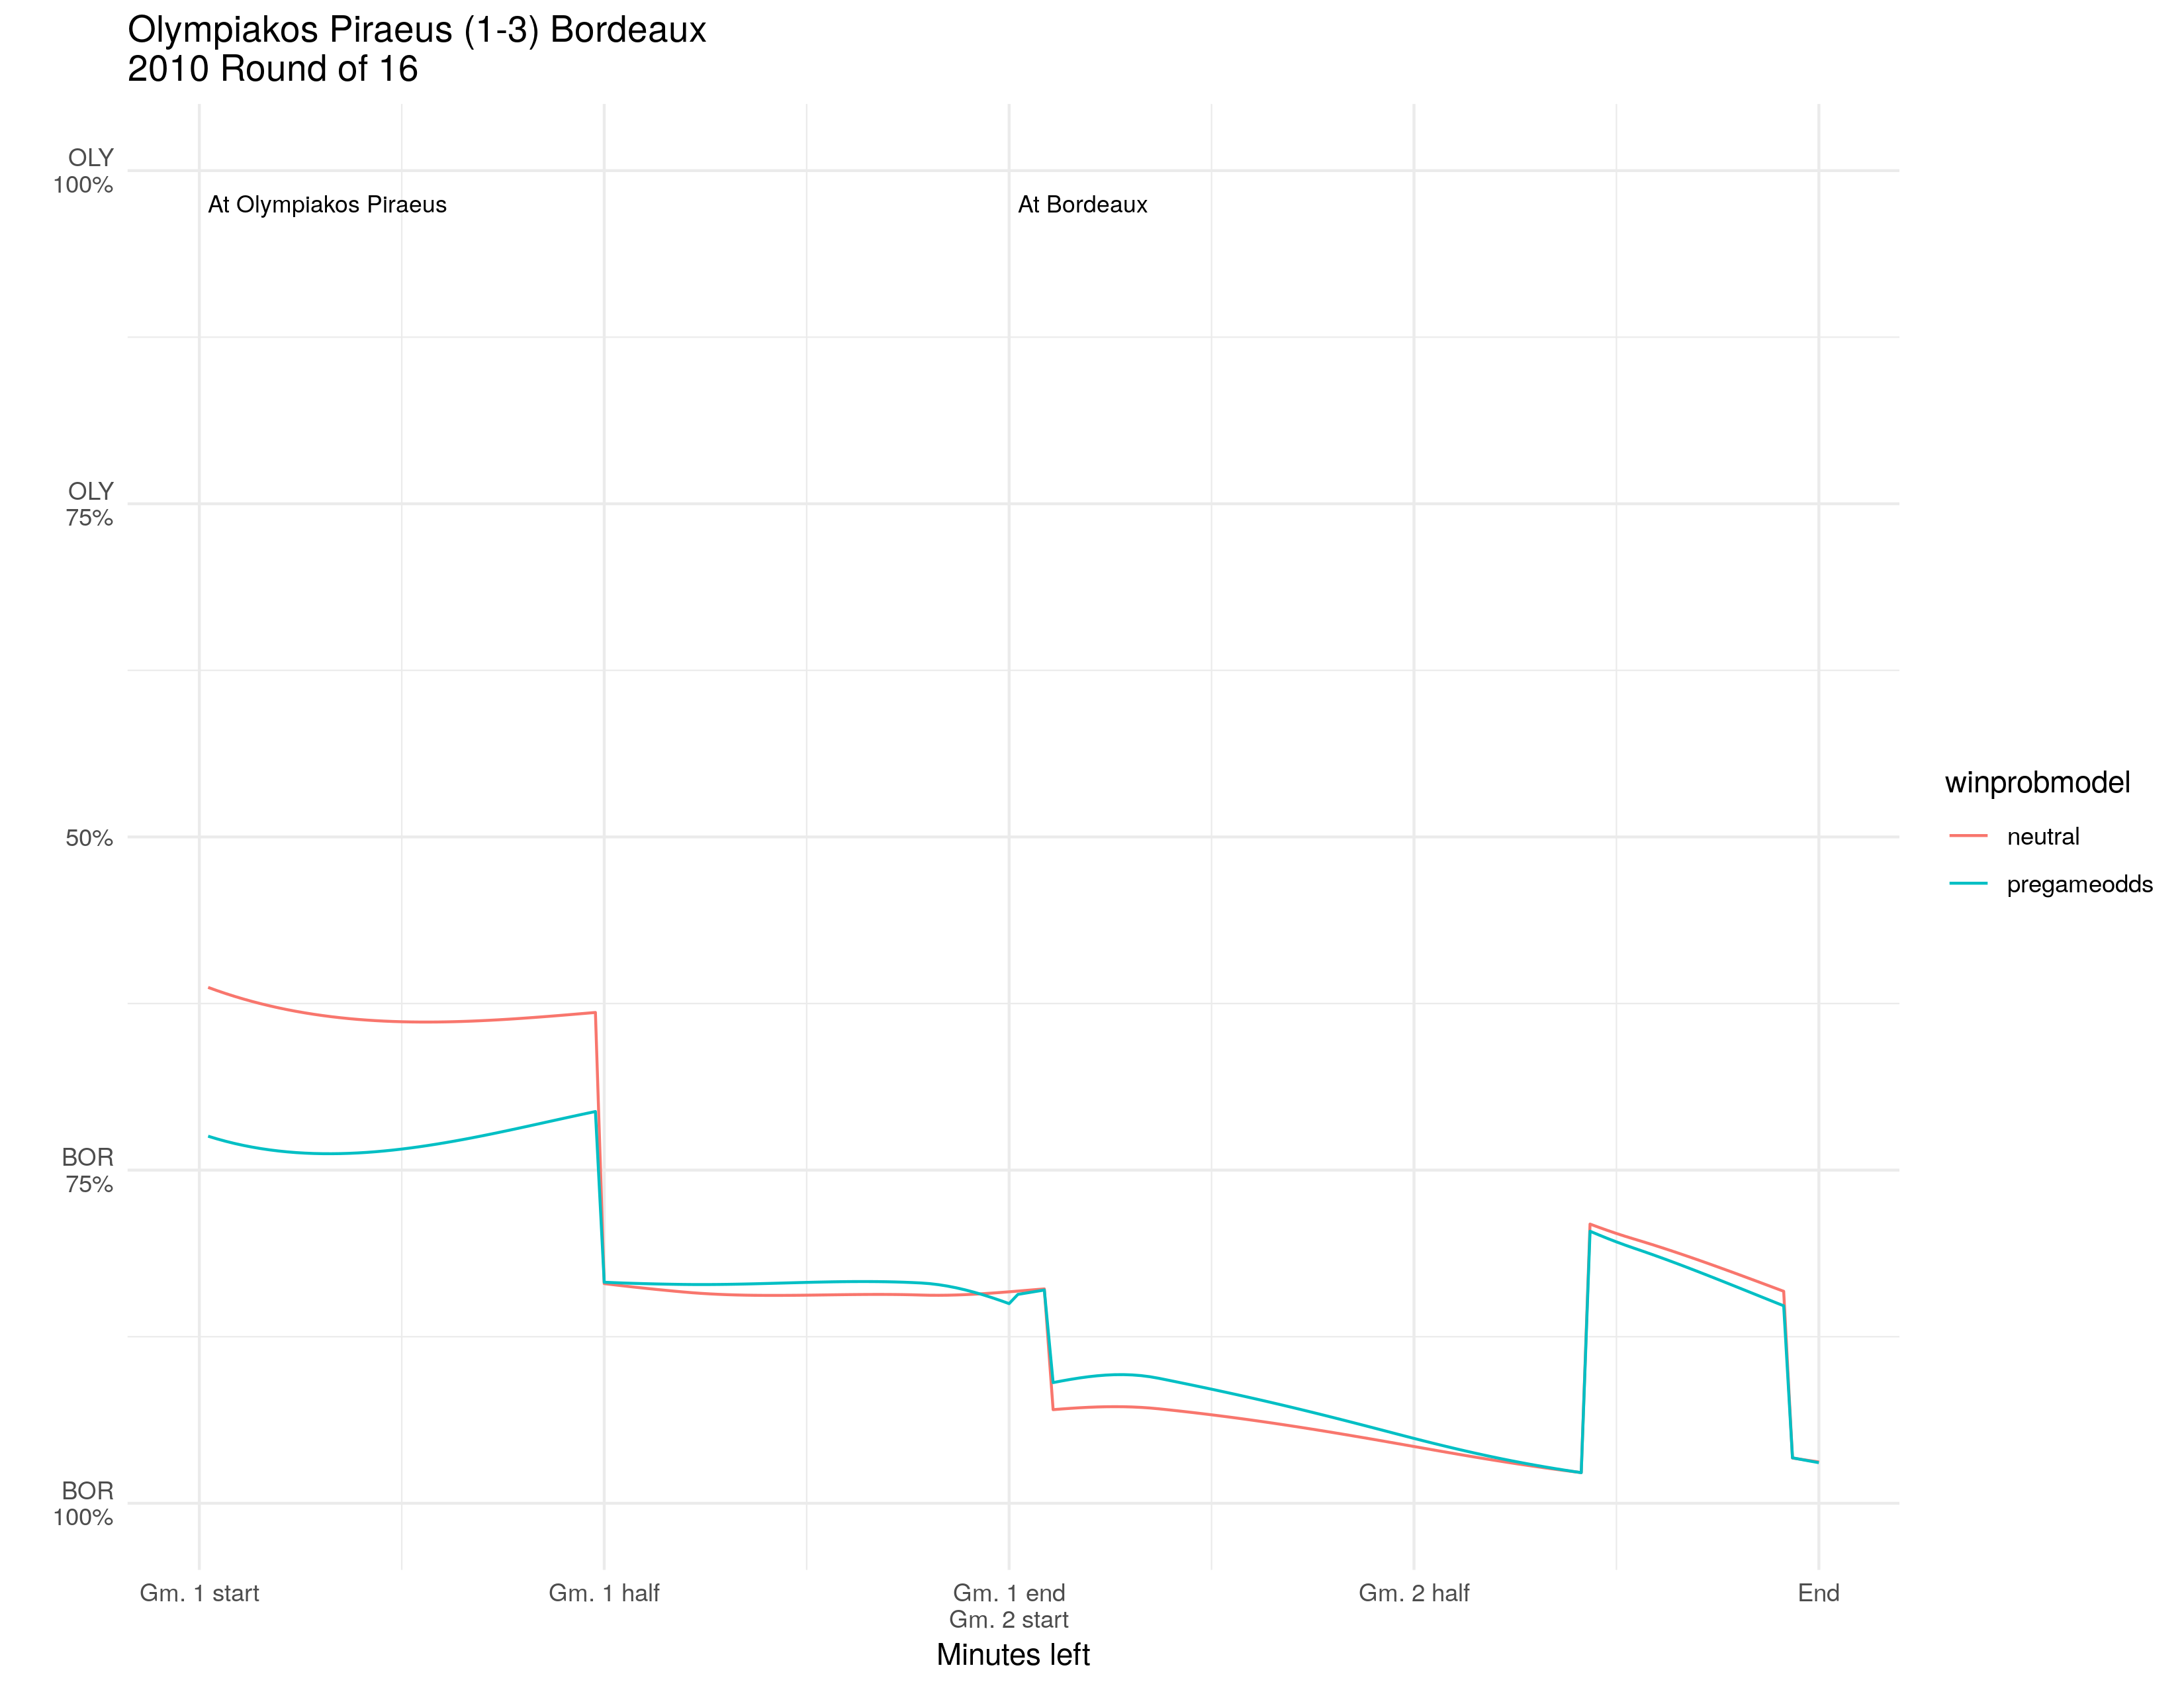 Olympiakos Piraeus (1-3) Bordeaux
2010 Round of 16
OLY
100%
At Olympiakos Piraeus
At Bordeaux
OLY
75%
50%
BOR
75%
BOR
100%
winprobmodel
neutral
pregameodds
Gm. 1 start
Gm. 1 half
Gm. 1 end
Gm. 2 start
Gm. 2 half
End
Minutes left